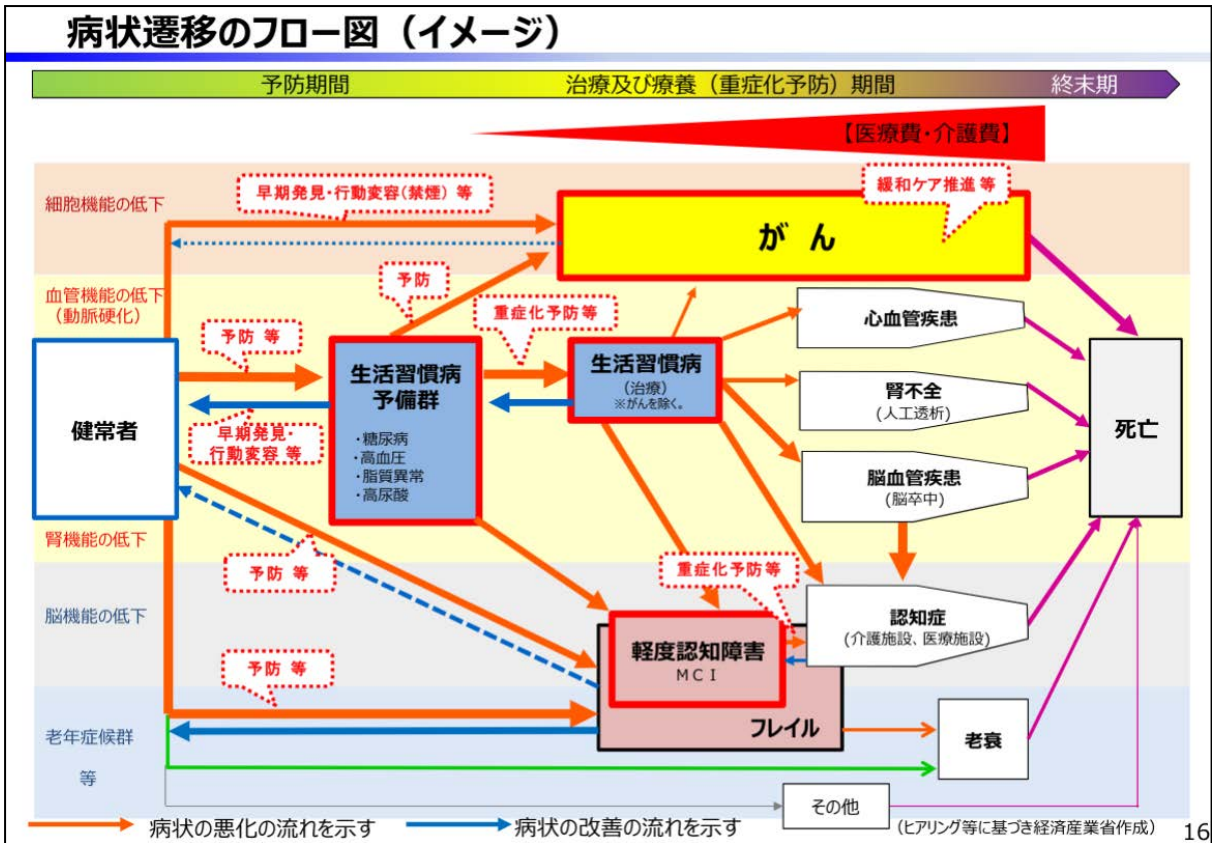 病状遷移のフロー図（イメージ）
予防期間
治療及び療養（重症化予防）期間
終末期
【医療費・介護費】
細胞機能の低下
早期発見・行動変容(禁煙) 等
緩和ケア推進 等
がん
血管機能の低下
（動脈硬化）
予防
予防 等
重症化予防等
健常者
生活習慣病
予備群
・糖尿病
・高血圧
・脂質異常
・高尿酸
生活習慣病
(治療)
※がんを除く。
心血管疾患
腎不全
(人工透析)
脳血管疾患
(脳卒中)
死亡
早期発見・
行動変容 等
腎機能の低下
予防 等
重症化予防等
脳機能の低下
認知症
(介護施設、医療施設)
軽度認知障害
ＭＣＩ
予防 等
フレイル
老年症候群
等
老衰
その他
病状の悪化の流れを示す
病状の改善の流れを示す
(ヒアリング等に基づき経済産業省作成)
16